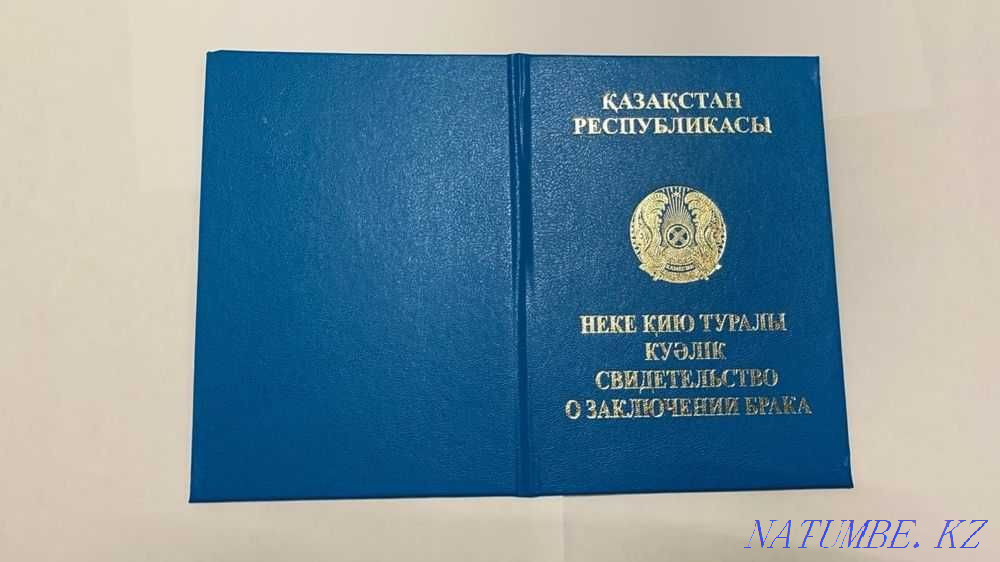 ҚАЗАҚСТАН
РЕСПУБЛИКАСЫ
НЕКЕ ҚИЮ ТУРАЛЫ
КУӘЛІК
СВИДЕТЕЛЬСТВО
О ЗАКЛЮЧЕНИИ БРАКА
NATUMBE. KZ